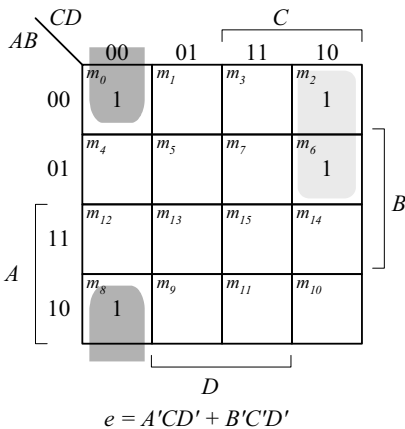 CD C
AB
00 01 11 10
m0 m1 m3 m2
00 1 1
m4 m5 m7 m6
01 1
B
m12 m13 m15 m14
11
A
m8 m9 m11 m10
10 1
D
e = A'CD' + B'C'D'